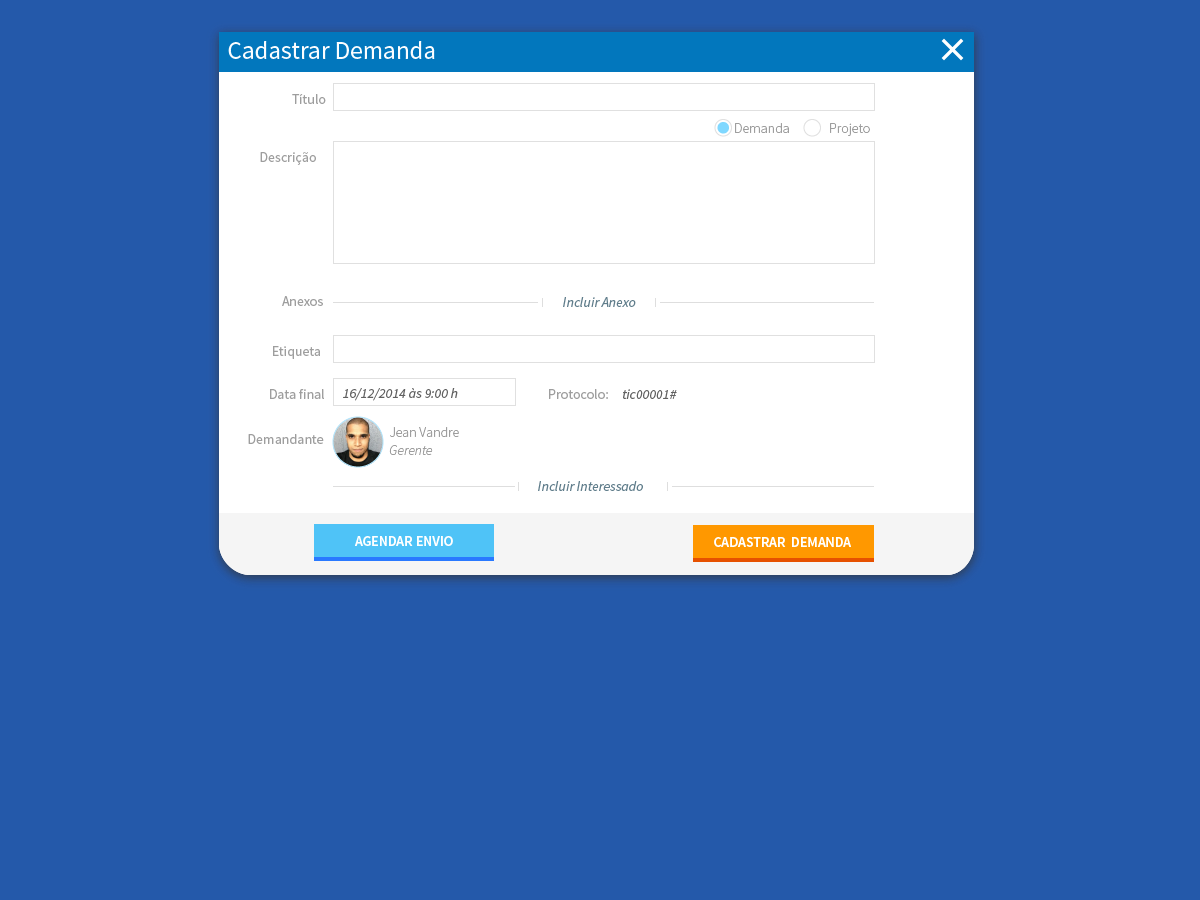 Cadastrar Demanda
Título
Demanda Projeto
Descrição
Anexos Incluir Anexo
Etiqueta
Data final 16/12/2014 às 9:00 h Protocolo: tic00001#
Demandante Jean Vandre
Gerente
Incluir Interessado
AGENDAR ENVIO CADASTRAR DEMANDA